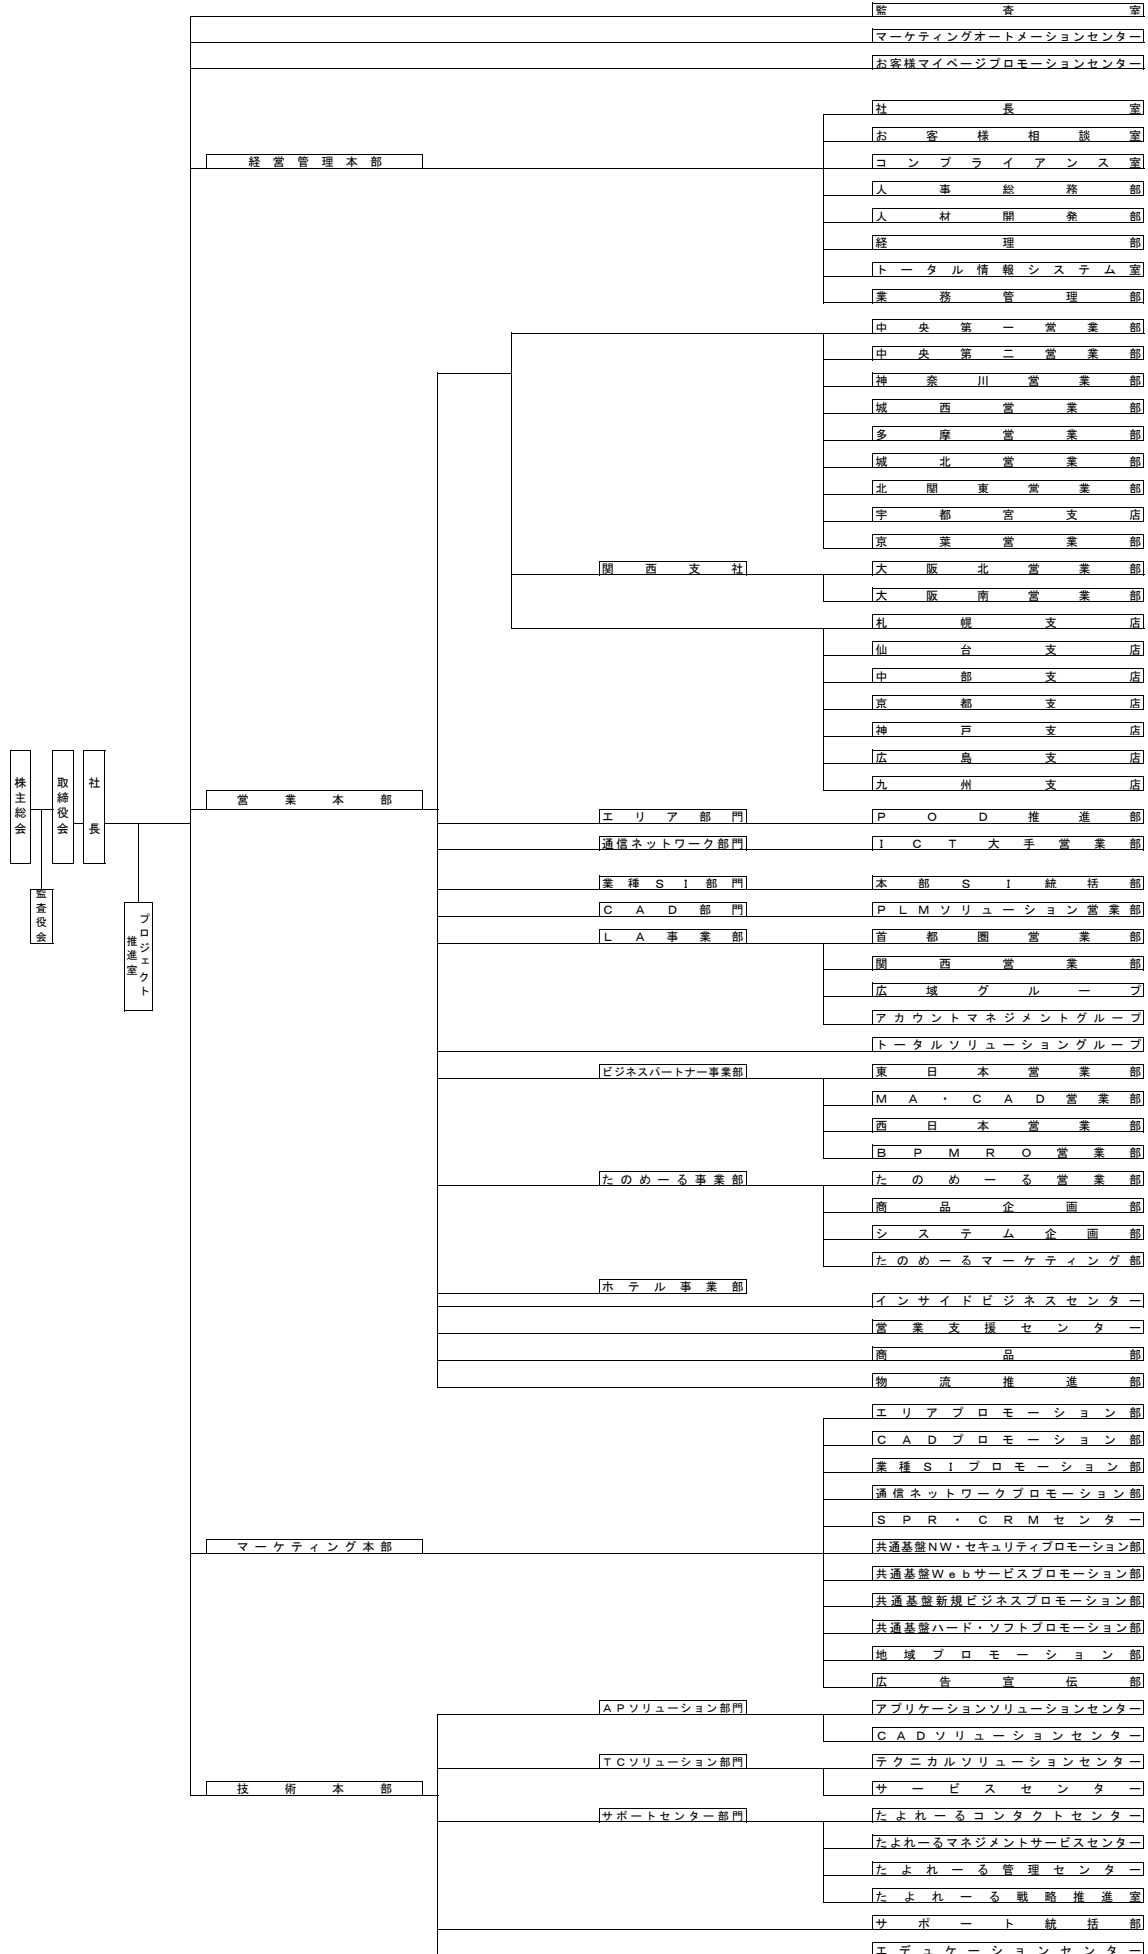 監査室
マーケティングオートメーションセンター
お客様マイページプロモーションセンター
社長室
お客様相談室
経営管理本部
コンプライアンス室
人事総務部
人材開発部
経理部
トータル情報システム室
業務管理部
中央第一営業部
中央第二営業部
神奈川営業部
城西営業部
多摩営業部
城北営業部
北関東営業部
宇都宮支店
京葉営業部
関西支社
大阪北営業部
大阪南営業部
札幌支店
仙台支店
中部支店
京都支店
神戸支店
広島支店
九州支店
株主総会
取締役会
社長
監査役会
プロジェクト
推進室
営業本部
エリア部門
POD推進部
通信ネットワーク部門
ICT大手営業部
業種SI部門
本部SI統括部
CAD部門
PLMソリューション営業部
LA事業部
首都圏営業部
関西営業部
広域グループ
アカウントマネジメントグループ
トータルソリューショングループ
ビジネスパートナー事業部
東日本営業部
MA・CAD営業部
西日本営業部
BPMRO営業部
たのめーる事業部
たのめーる営業部
商品企画部
システム企画部
たのめーるマーケティング部
ホテル事業部
インサイドビジネスセンター
営業支援センター
商品部
物流推進部
エリアプロモーション部
CADプロモーション部
業種SIプロモーション部
通信ネットワークプロモーション部
SPR・CRMセンター
マーケティング本部
共通基盤NW・セキュリティプロモーション部
共通基盤Webサービスプロモーション部
共通基盤新規ビジネスプロモーション部
共通基盤ハード・ソフトプロモーション部
地域プロモーション部
広告宣伝部
APソリューション部門
アプリケーションソリューションセンター
CADソリューションセンター
TCソリューション部門
テクニカルソリューションセンター
技術本部
サービスセンター
サポートセンター部門
たよれーるコンタクトセンター
たよれーるマネジメントサービスセンター
たよれーる管理センター
たよれーる戦略推進室
サポート統括部
エデュケーションセンター